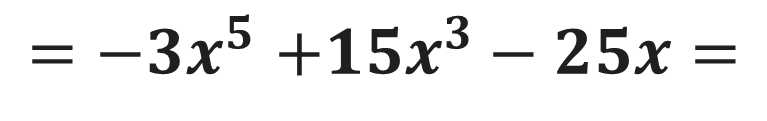 = −3x⁵ +15x³ − 25x =